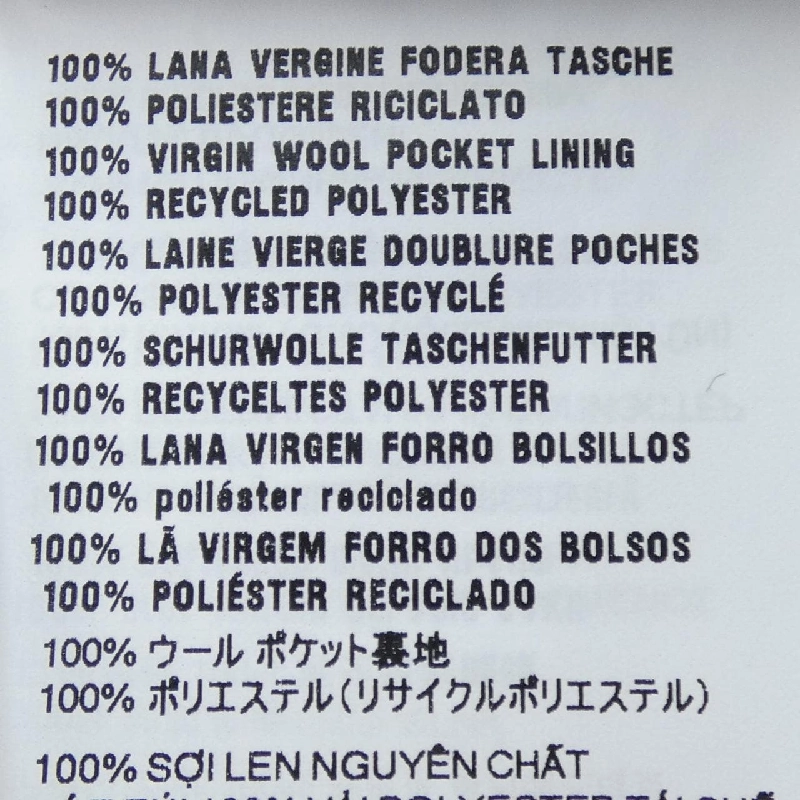 100% LANA VERGINE FODERA TASCHE
100% POLIESTERE RICICLATO
100% VIRGIN WOOL POCKET LINING
100% RECYCLED POLYESTER
100% LAINE VIERGE DOUBLURE POCHES
100% POLYESTER RECYCLÉ
100% SCHURWOLLE TASCHENFUTTER
100% RECYCELTES POLYESTER
100% LANA VIRGEN FORRO BOLSILLOS
100% poliéster reciclado
100% LÃ VIRGEM FORRO DOS BOLSOS
100% POLIÉSTER RECICLADO
100% ウール ポケット裏地
100% ポリエステル(リサイクルポリエステル)
100% SỢI LEN NGUYÊN CHẤT